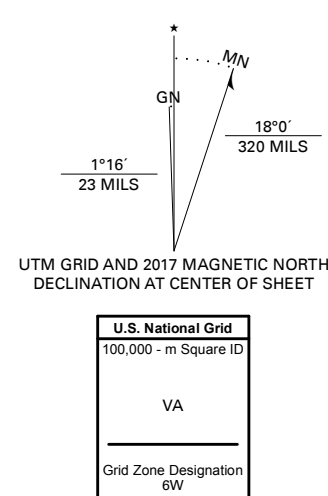 ★
MN
GN
18°0´
320 MILS
1°16´
23 MILS
UTM GRID AND 2017 MAGNETIC NORTH
DECLINATION AT CENTER OF SHEET
U.S. National Grid
100,000 - m Square ID
VA
Grid Zone Designation
6W